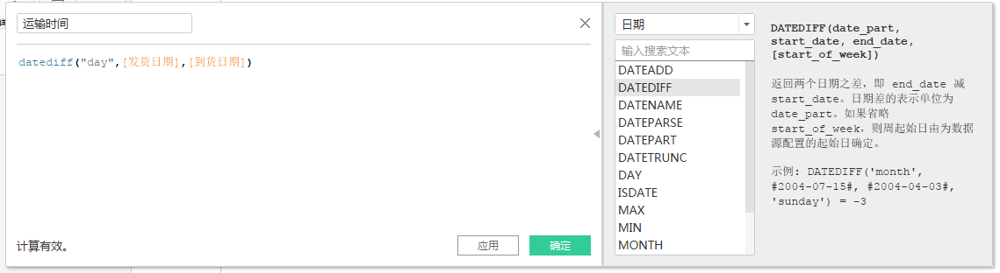 运输时间
datediff("day",[发货日期],[到货日期])
计算有效。
应用
确定
日期
输入搜索文本
DATEADD
DATEDIFF
DATENAME
DATEPARSE
DATEPART
DATETRUNC
DAY
ISDATE
MAX
MIN
MONTH
DATEDIFF(date_part,
start_date, end_date,
[start_of_week])
返回两个日期之差，即 end_date 减
start_date。日期差的表示单位为
date_part。如果省略
start_of_week，则周起始日由为数据
源配置的起始日确定。
示例: DATEDIFF('month',
#2004-07-15#, #2004-04-03#,
'sunday') = -3